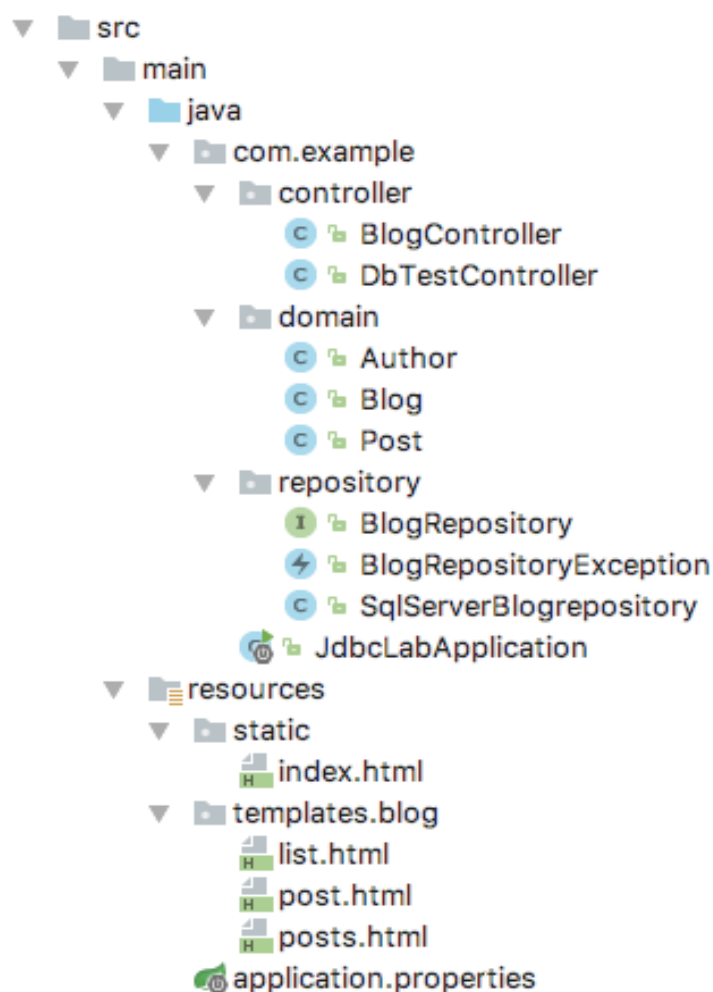 src
main
java
com.example
controller
C BlogController
C DbTestController
domain
C Author
C Blog
C Post
repository
I BlogRepository
BlogRepositoryException
C SqlServerBlogrepository
JdbcLabApplication
resources
static
H index.html
templates.blog
H list.html
H post.html
H posts.html
application.properties